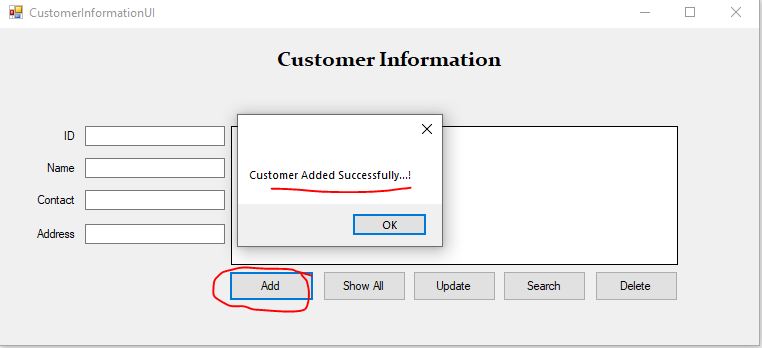 CustomerInformationUI
Customer Information
ID
Name
Contact
Address
Customer Added Successfully...!
OK
Add
Show All
Update
Search
Delete